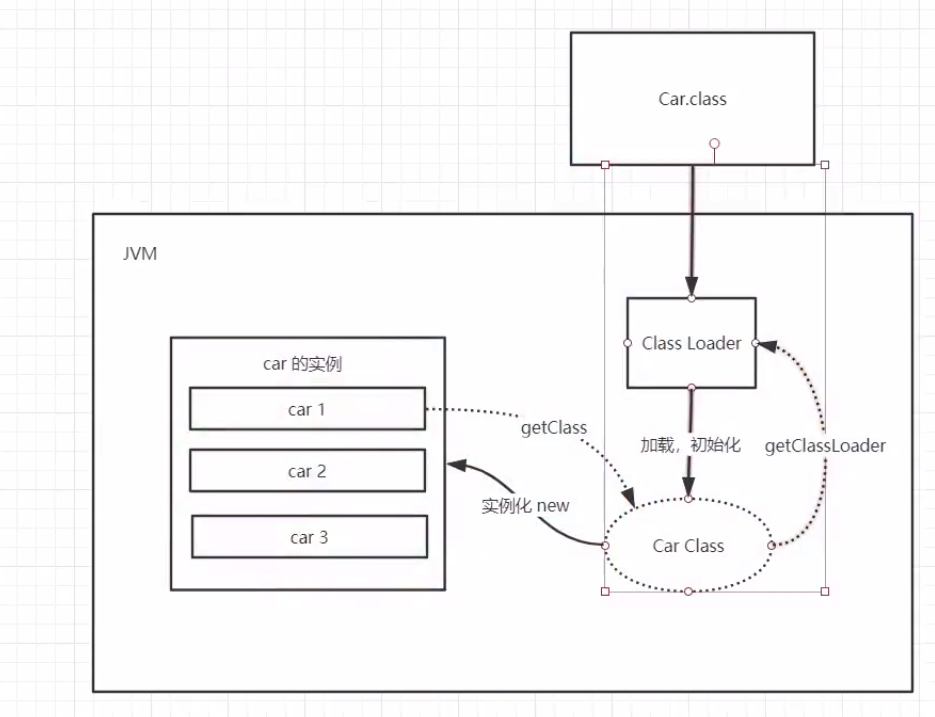 Car.class
JVM
Class Loader
car 的实例
car 1
getClass
加载，初始化
getClassLoader
car 2
实例化 new
car 3
Car Class